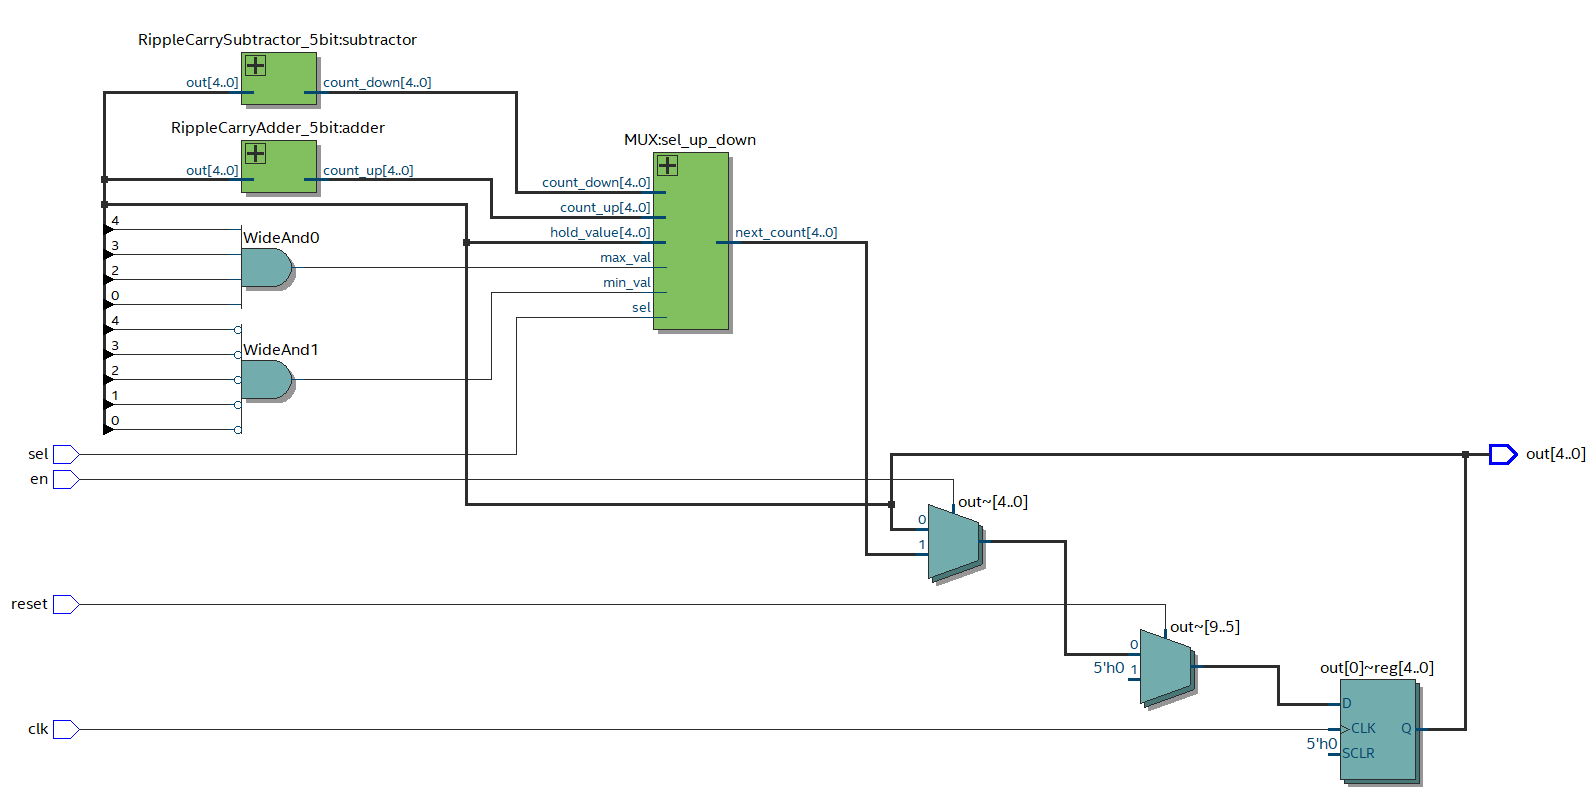 RippleCarrySubtractor_5bit:subtractor
out[4..0]
count_down[4..0]
RippleCarryAdder_5bit:adder
out[4..0]
count_up[4..0]
MUX:sel_up_down
count_down[4..0]
count_up[4..0]
hold_value[4..0]
max_val
min_val
sel
next_count[4..0]
4
3
2
0
WideAnd0
4
3
2
1
0
WideAnd1
sel
en
out[4..0]
out~[4..0]
0
1
reset
out~[9..5]
0
5'h0 1
out[0]~reg[4..0]
D
clk
CLK
Q
5'h0
SCLR